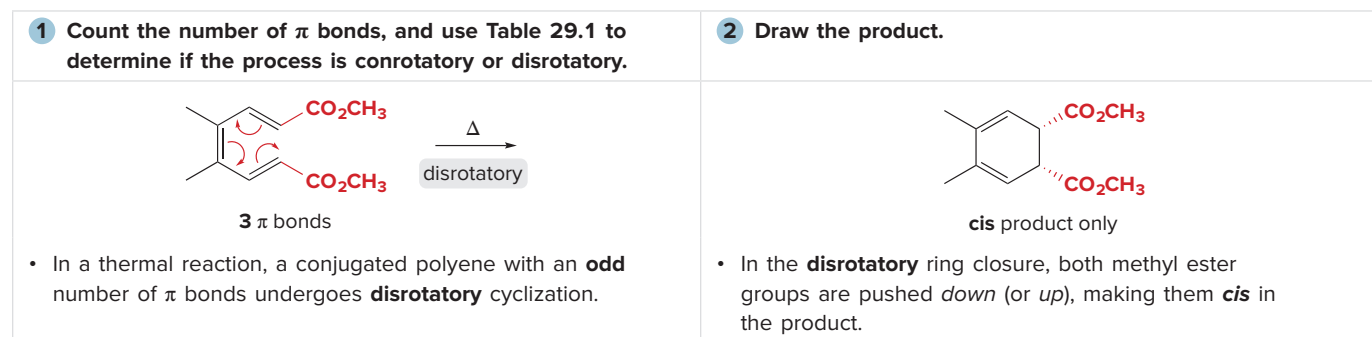 1 Count the number of π bonds, and use Table 29.1 to
determine if the process is conrotatory or disrotatory.
2 Draw the product.
CO₂CH₃
CO₂CH₃
Δ
disrotatory
3 π bonds
• In a thermal reaction, a conjugated polyene with an odd
number of π bonds undergoes disrotatory cyclization.
CO₂CH₃
CO₂CH₃
cis product only
• In the disrotatory ring closure, both methyl ester
groups are pushed down (or up), making them cis in
the product.